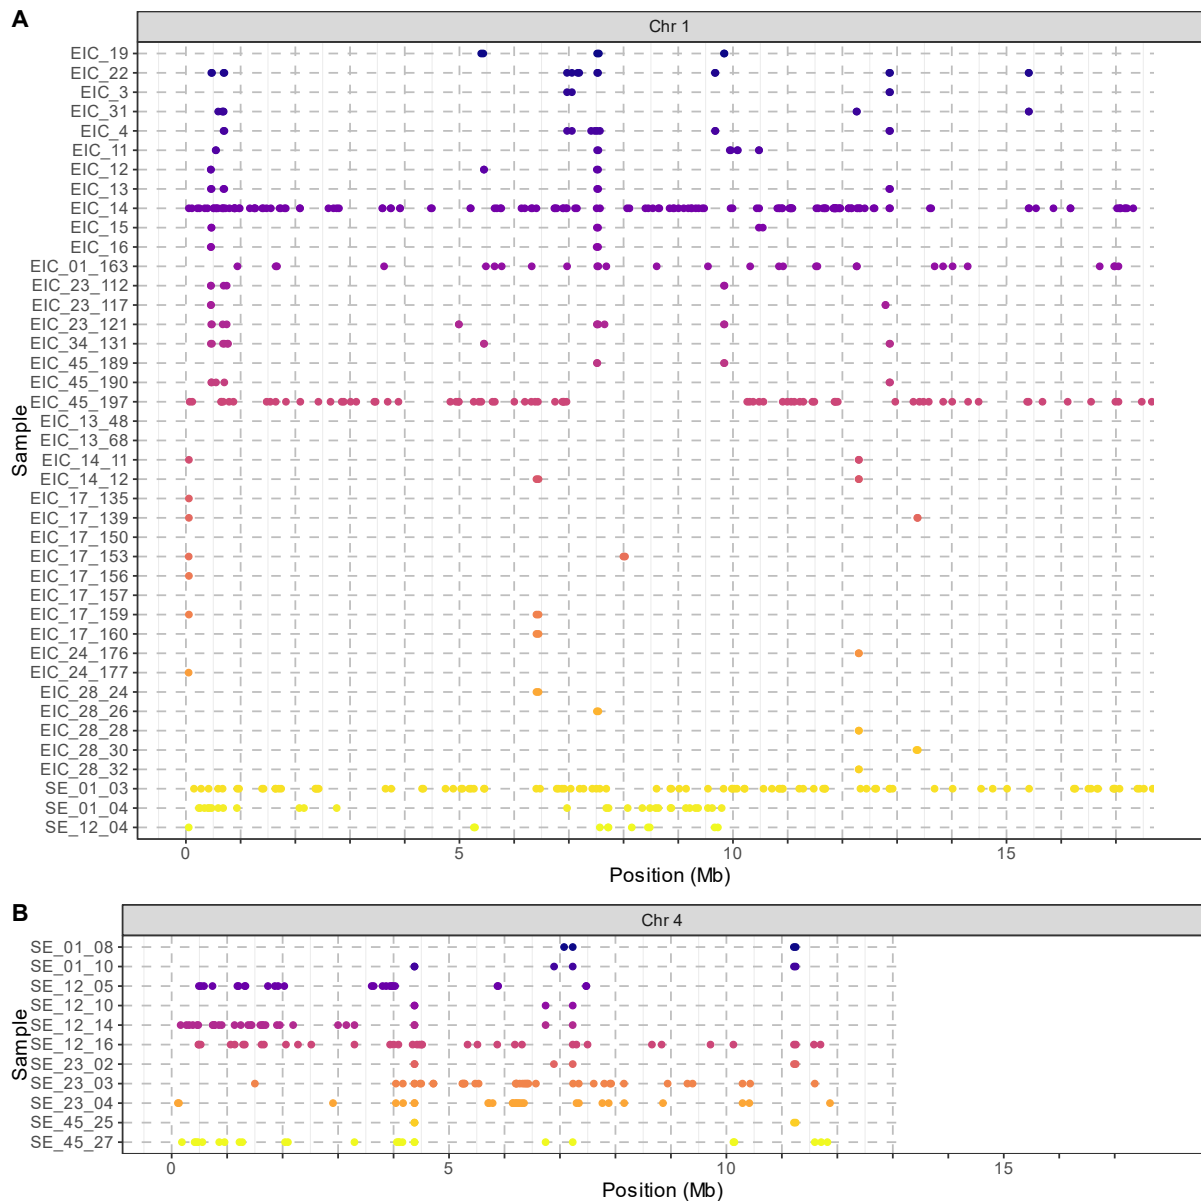 A
Chr 1
EIC_19
EIC_22
EIC_3
EIC_31
EIC_4
EIC_11
EIC_12
EIC_13
EIC_14
EIC_15
EIC_16
EIC_01_163
EIC_23_112
EIC_23_117
EIC_23_121
EIC_34_131
EIC_45_189
EIC_45_190
EIC_45_197
EIC_13_48
EIC_13_68
EIC_14_11
EIC_14_12
EIC_17_135
EIC_17_139
EIC_17_150
EIC_17_153
EIC_17_156
EIC_17_157
EIC_17_159
EIC_17_160
EIC_24_176
EIC_24_177
EIC_28_24
EIC_28_26
EIC_28_28
EIC_28_30
EIC_28_32
SE_01_03
SE_01_04
SE_12_04
Sample
0 5 10 15
Position (Mb)
B
Chr 4
SE_01_08
SE_01_10
SE_12_05
SE_12_10
SE_12_14
SE_12_16
SE_23_02
SE_23_03
SE_23_04
SE_45_25
SE_45_27
Sample
0 5 10 15
Position (Mb)